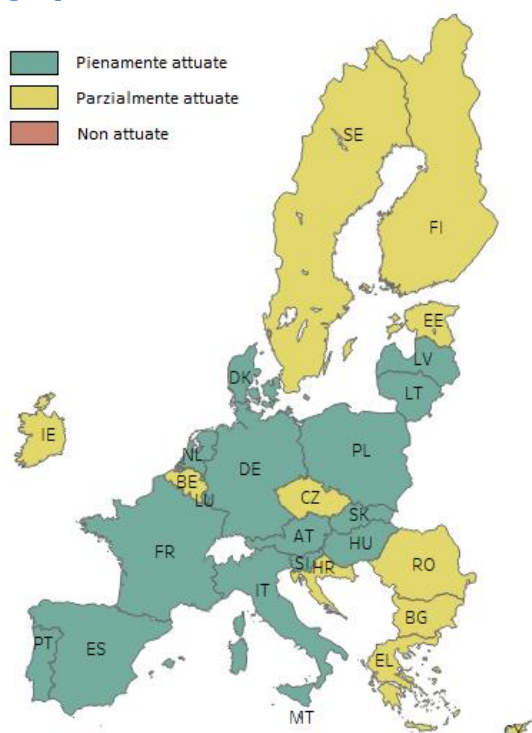 Pienamente attuate
Parzialmente attuate
Non attuate
SE
FI
EE
LV
DK
LT
IE
NL
DE
PL
BE
LU
CZ
SK
AT
HU
FR
SI
HR
RO
IT
BG
PT
ES
EL
MT